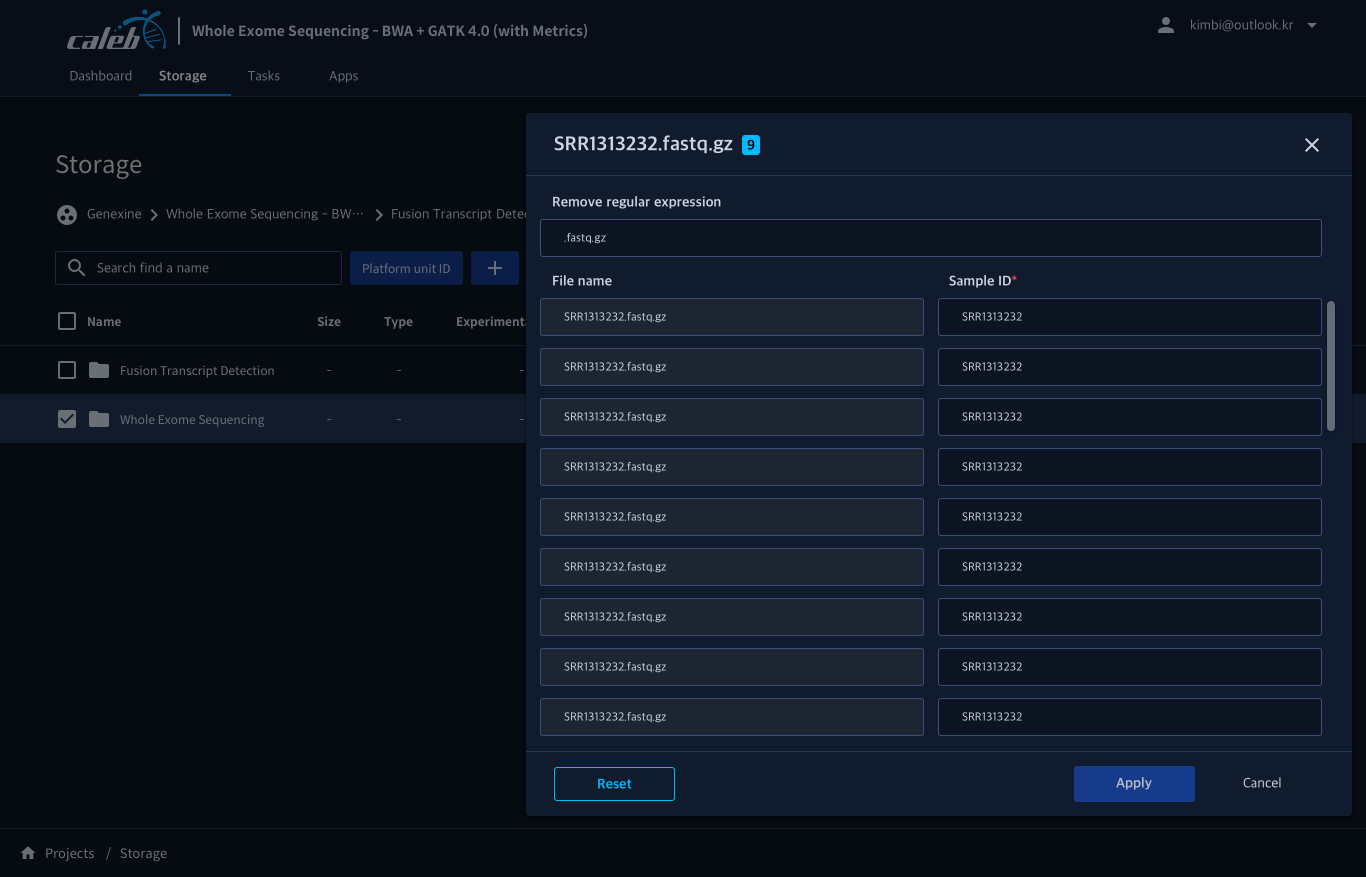 caleb
Whole Exome Sequencing - BWA + GATK 4.0 (with Metrics)
kimbi@outlook.kr
Dashboard Storage Tasks Apps
Storage
Genexine Whole Exome Sequencing - BW··· Fusion Transcript Dete
Search find a name
Platform unit ID
Name Size Type Experiment
Fusion Transcript Detection - - -
Whole Exome Sequencing - - -
SRR1313232.fastq.gz 9
Remove regular expression
.fastq.gz
File name Sample ID*
SRR1313232.fastq.gz SRR1313232
SRR1313232.fastq.gz SRR1313232
SRR1313232.fastq.gz SRR1313232
SRR1313232.fastq.gz SRR1313232
SRR1313232.fastq.gz SRR1313232
SRR1313232.fastq.gz SRR1313232
SRR1313232.fastq.gz SRR1313232
SRR1313232.fastq.gz SRR1313232
SRR1313232.fastq.gz SRR1313232
Reset Apply Cancel
Projects / Storage